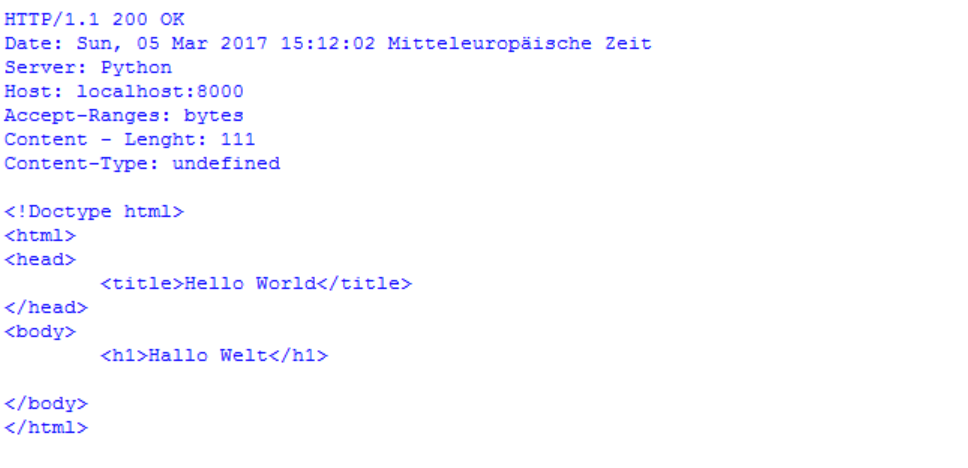 HTTP/1.1 200 OK
Date: Sun, 05 Mar 2017 15:12:02 Mitteleuropäische Zeit
Server: Python
Host: localhost:8000
Accept-Ranges: bytes
Content - Lenght: 111
Content-Type: undefined
<!Doctype html>
<html>
<head>
<title>Hello World</title>
</head>
<body>
<h1>Hallo Welt</h1>
</body>
</html>